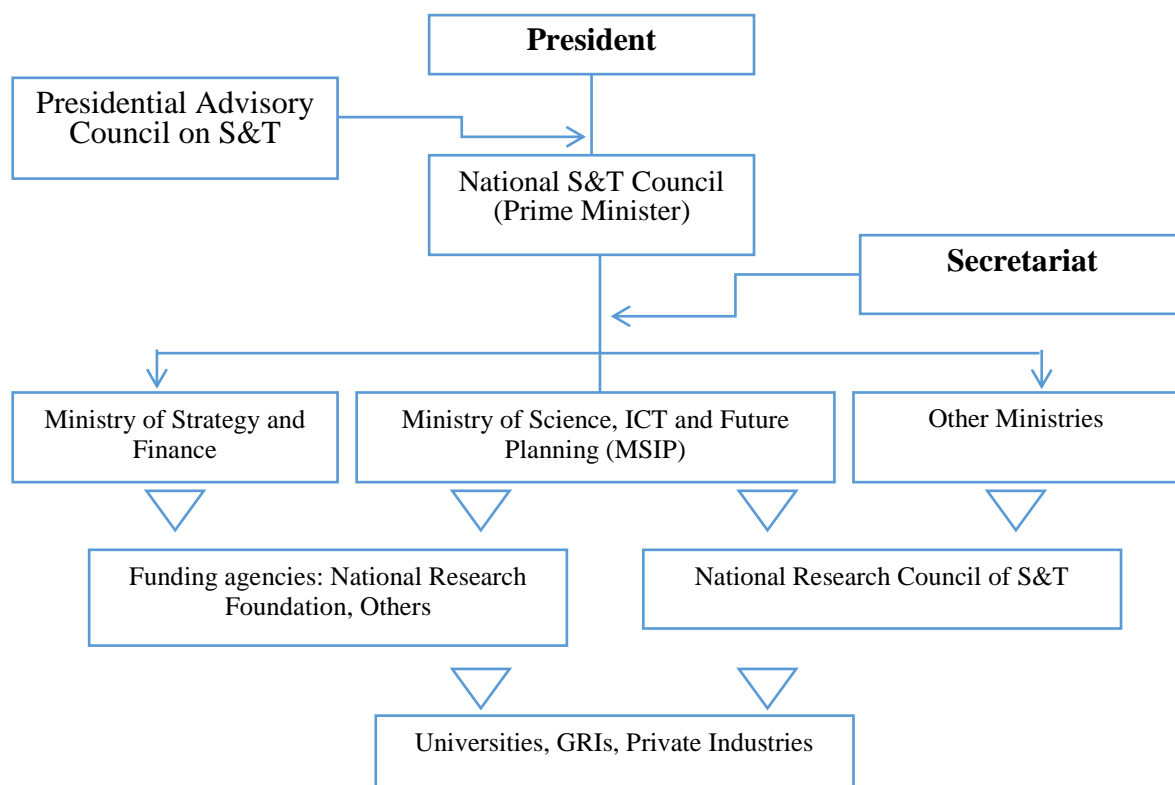 President
Presidential Advisory
Council on S&T
National S&T Council
(Prime Minister)
Secretariat
Ministry of Strategy and
Finance
Ministry of Science, ICT and Future
Planning (MSIP)
Other Ministries
Funding agencies: National Research
Foundation, Others
National Research Council of S&T
Universities, GRIs, Private Industries